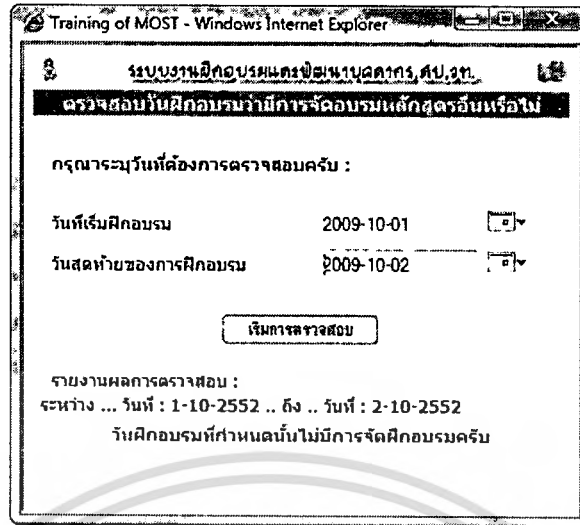 Training of MOST - Windows Internet Explorer
ระบบงานฝึกอบรมและพัฒนาบุคลากร,สป.วท.
ตรวจสอบวันฝึกอบรมว่ามีการจัดอบรมหลักสูตรอื่นหรือไม่
กรุณาระบุวันที่ต้องการตรวจสอบครับ :
วันที่เริ่มฝึกอบรม 2009-10-01
วันสุดท้ายของการฝึกอบรม 2009-10-02
เริ่มการตรวจสอบ
รายงานผลการตรวจสอบ :
ระหว่าง ... วันที่ : 1-10-2552 .. ถึง .. วันที่ : 2-10-2552
วันฝึกอบรมที่กำหนดนั้นไม่มีการจัดฝึกอบรมครับ